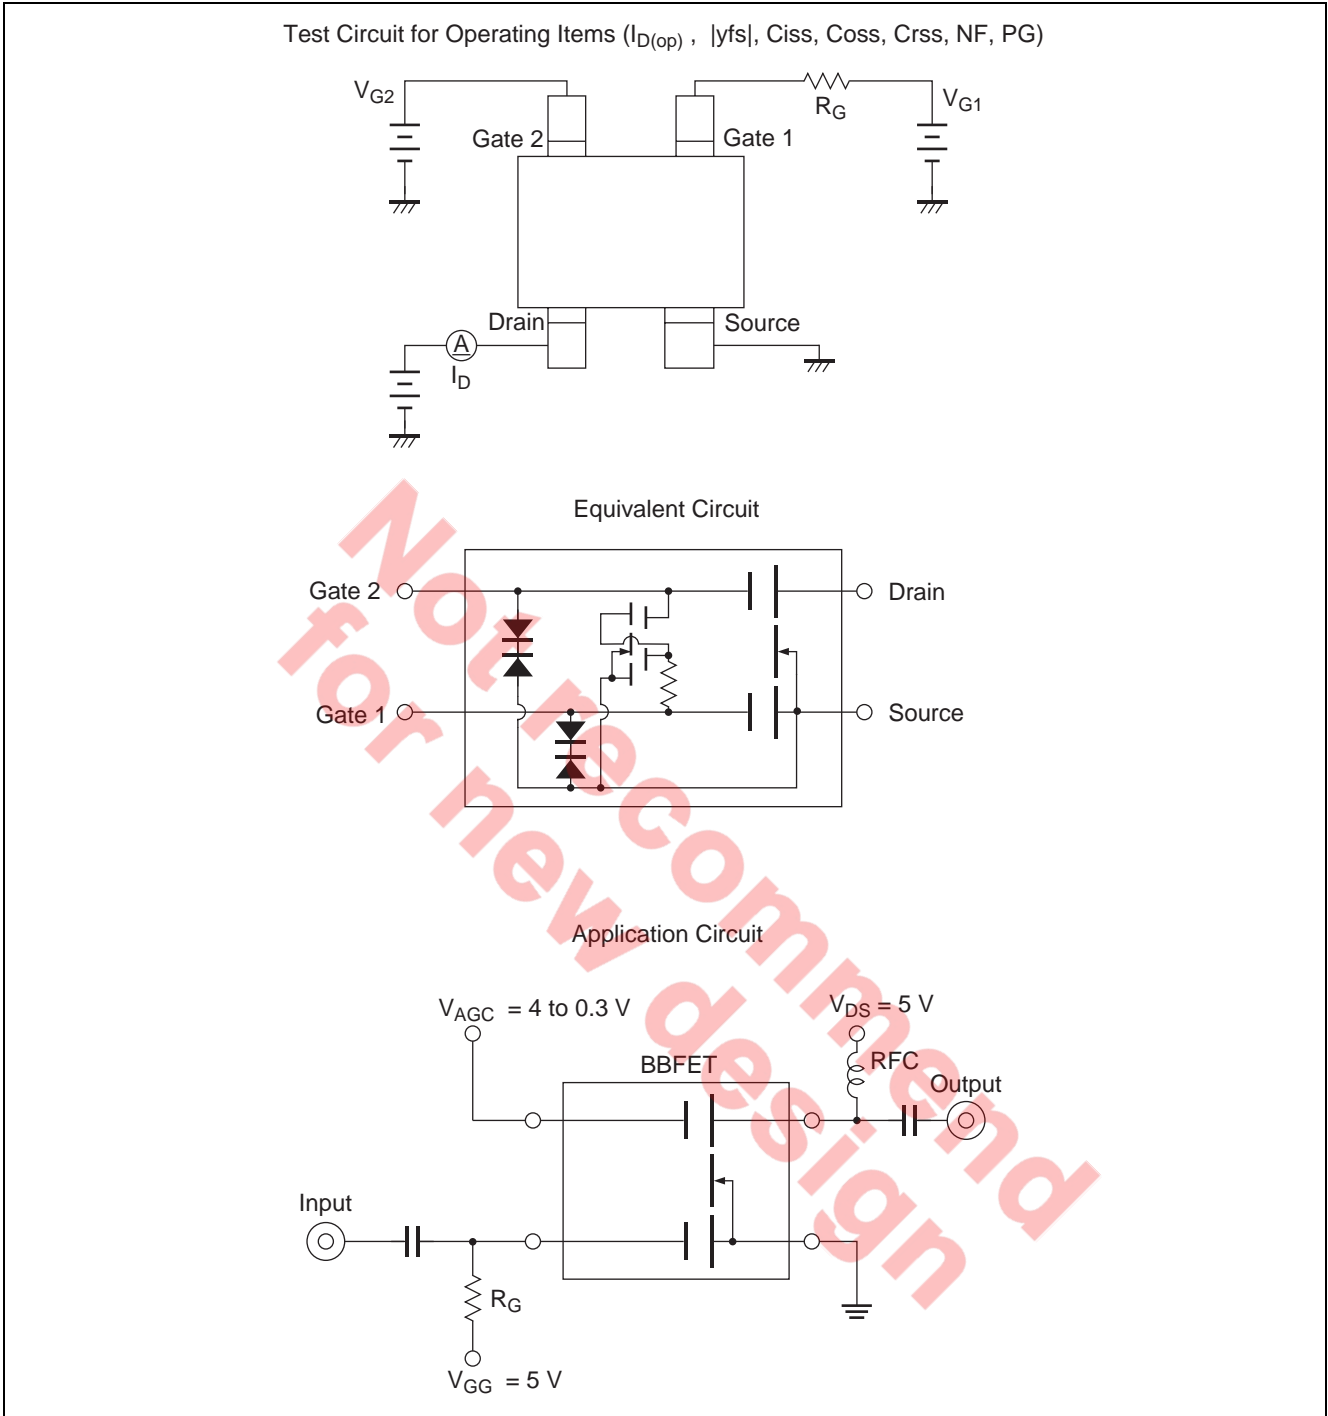 Test Circuit for Operating Items (ID(op) , |yfs|, Ciss, Coss, Crss, NF, PG)
VG2
RG
VG1
Gate 2
Gate 1
Drain
Source
A
ID
Equivalent Circuit
Gate 2
Drain
Gate 1
Source
Application Circuit
VAGC = 4 to 0.3 V
VDS = 5 V
BBFET
RFC
Output
Input
RG
VGG = 5 V
Not recommend
for new design